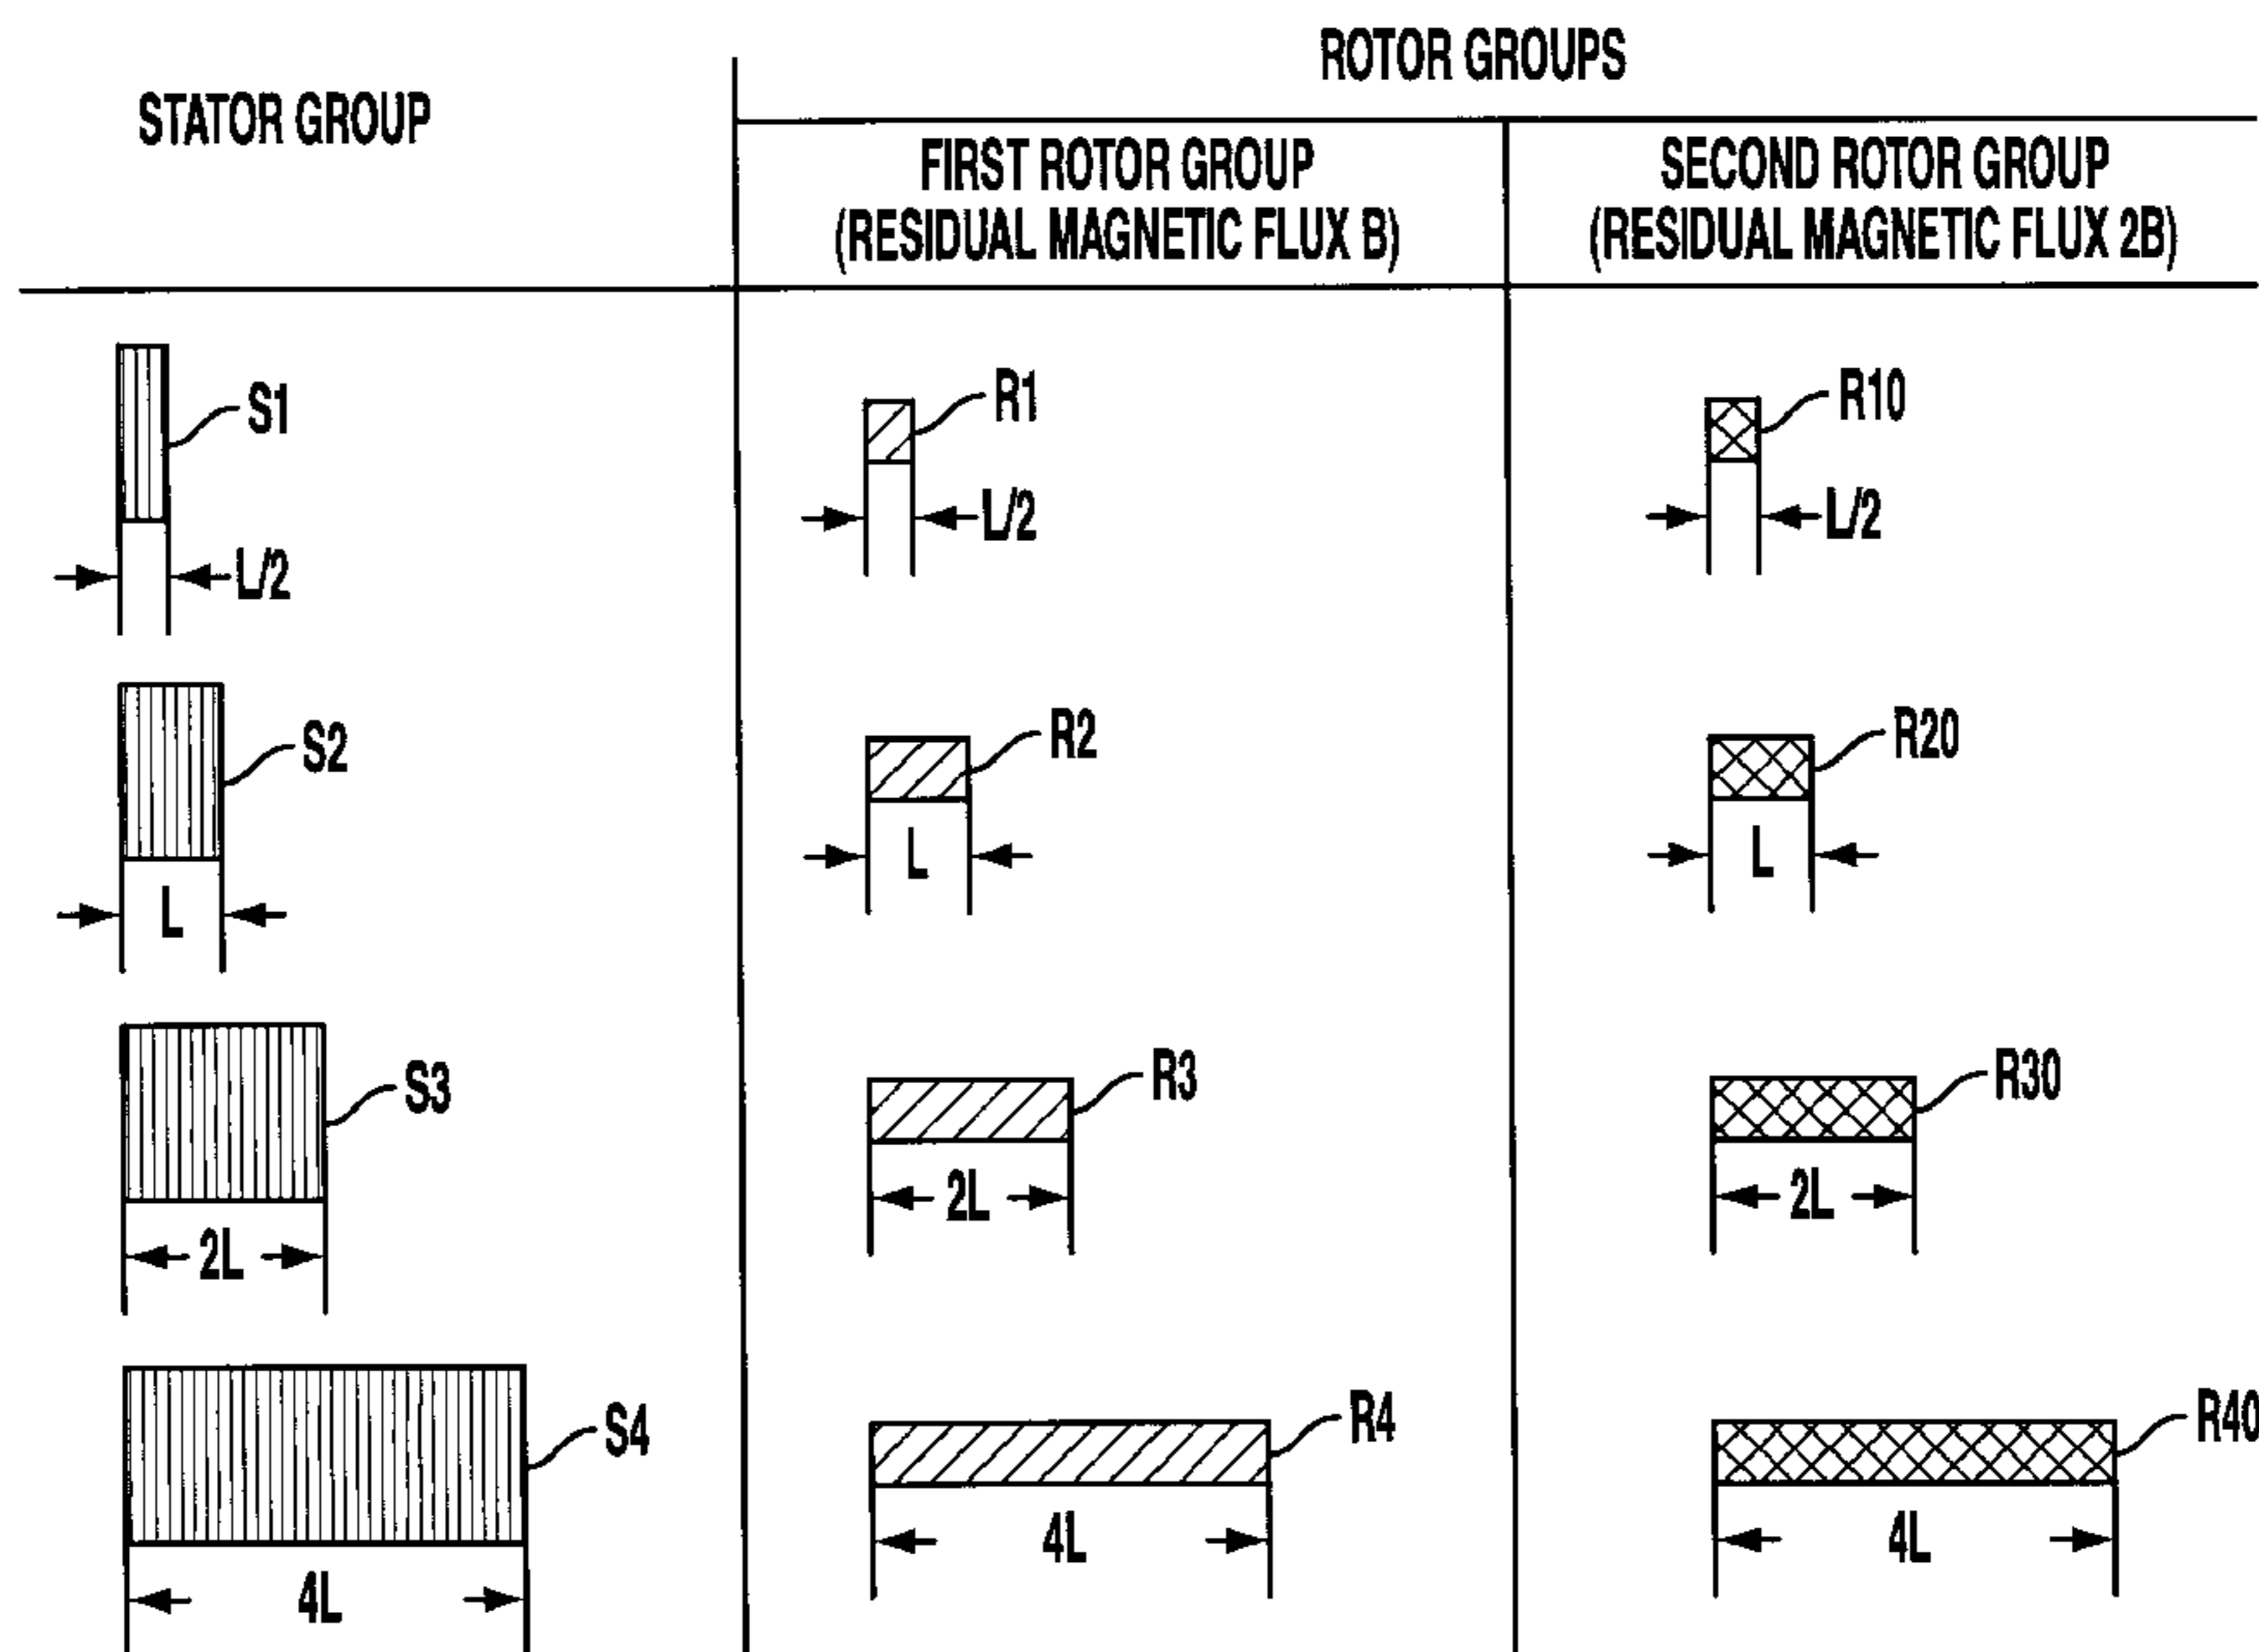 ROTOR GROUPS
STATOR GROUP
FIRST ROTOR GROUP
(RESIDUAL MAGNETIC FLUX B)
SECOND ROTOR GROUP
(RESIDUAL MAGNETIC FLUX 2B)
S1
L/2
R1
L/2
R10
L/2
S2
L
R2
L
R20
L
S3
2L
R3
2L
R30
2L
S4
4L
R4
4L
R40
4L